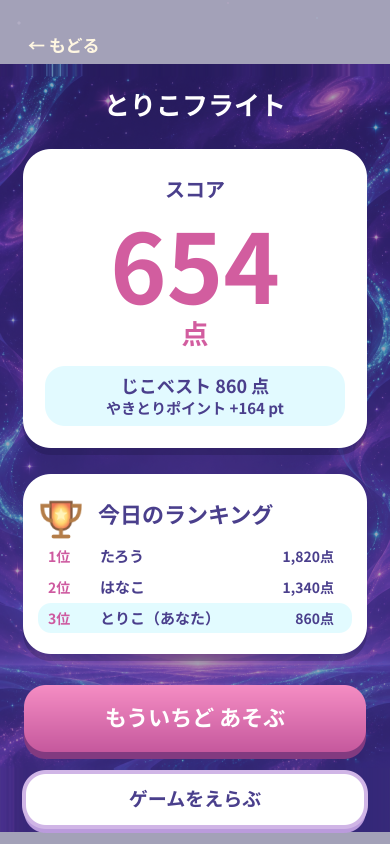 ← もどる
とりこフライト
スコア
654
点
じこベスト 860 点
やきとりポイント +164 pt
今日のランキング
1位 たろう 1,820点
2位 はなこ 1,340点
3位 とりこ（あなた） 860点
もういちど あそぶ
ゲームをえらぶ